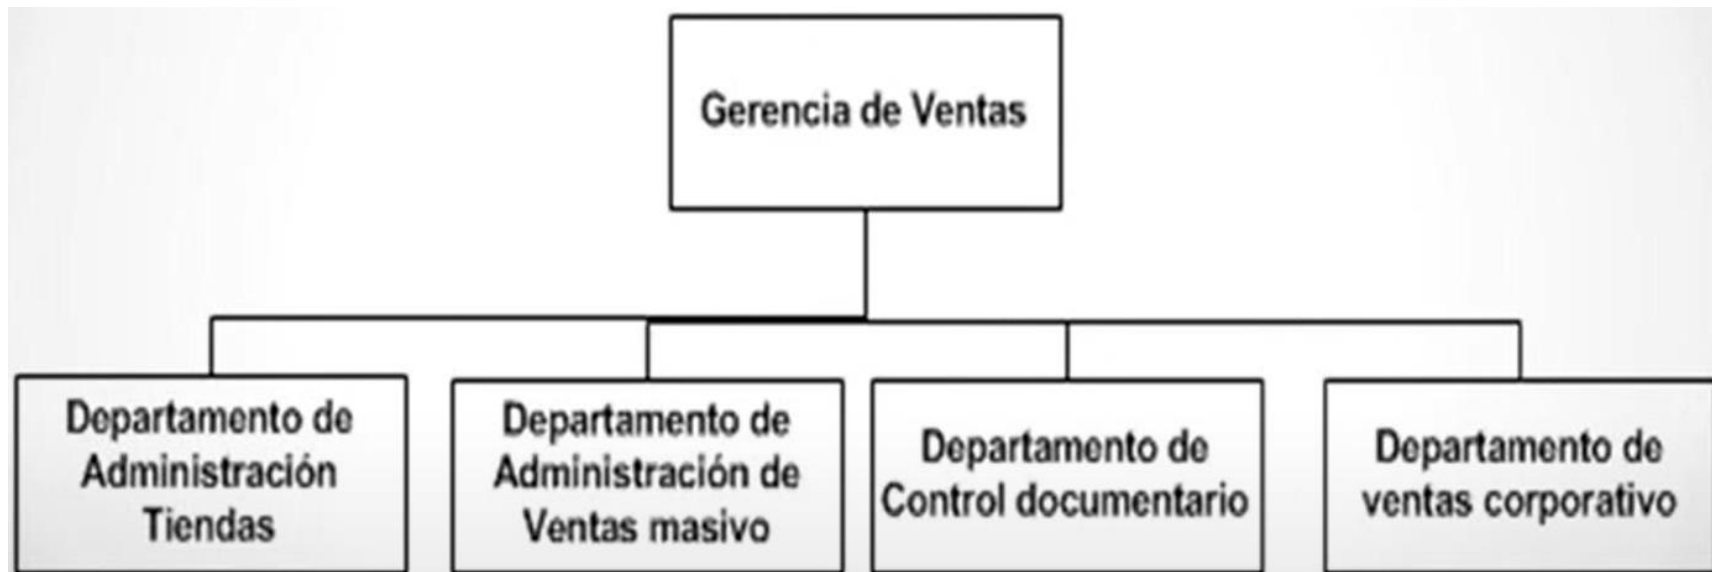 Gerencia de Ventas
Departamento de
Administración
Tiendas
Departamento de
Administración de
Ventas masivo
Departamento de
Control documentario
Departamento de
ventas corporativo